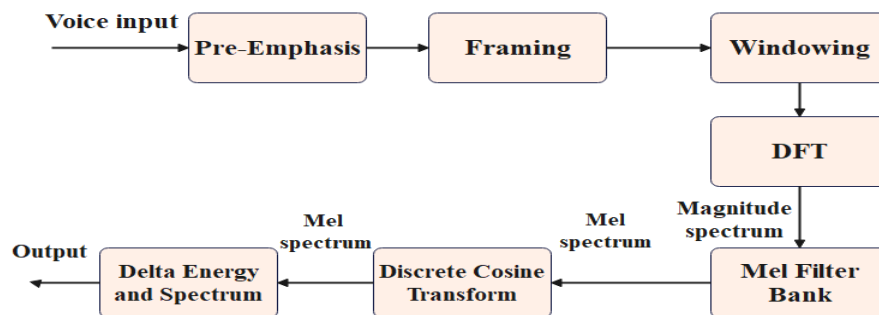 Voice input
Pre-Emphasis
Framing
Windowing
DFT
Magnitude
spectrum
Mel Filter
Bank
Mel
spectrum
Discrete Cosine
Transform
Mel
spectrum
Delta Energy
and Spectrum
Output